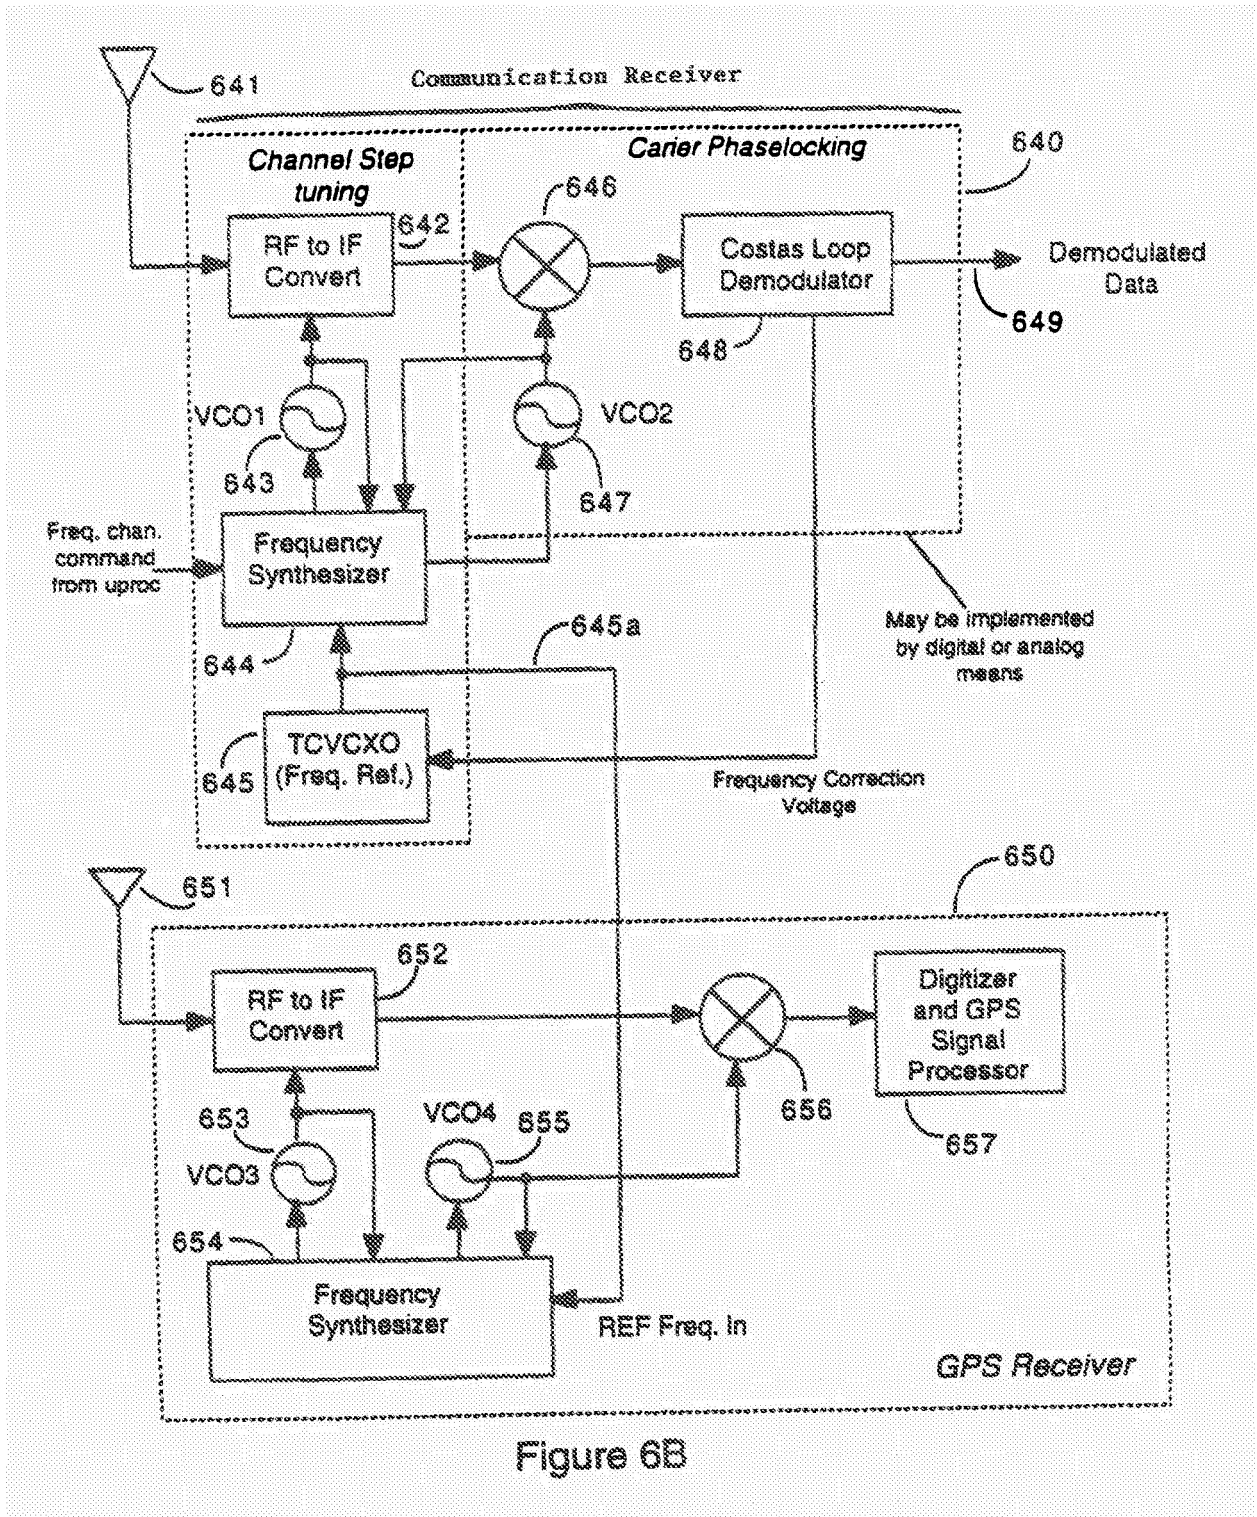 641
Communication Receiver
Channel Step
tuning
Carier Phaselocking
640
646
642
RF to IF
Convert
Costas Loop
Demodulator
Demodulated
Data
649
648
VCO1
VCO2
643
647
Freq. chan.
command
from uproc
Frequency
Synthesizer
644
645a
May be implemented
by digital or analog
means
645
TCVCXO
(Freq. Ref.)
Frequency Correction
Voltage
650
651
652
RF to IF
Convert
Digitizer
and GPS
Signal
Processor
656
657
653
VCO3
VCO4
655
654
Frequency
Synthesizer
REF Freq. In
GPS Receiver
Figure 6B